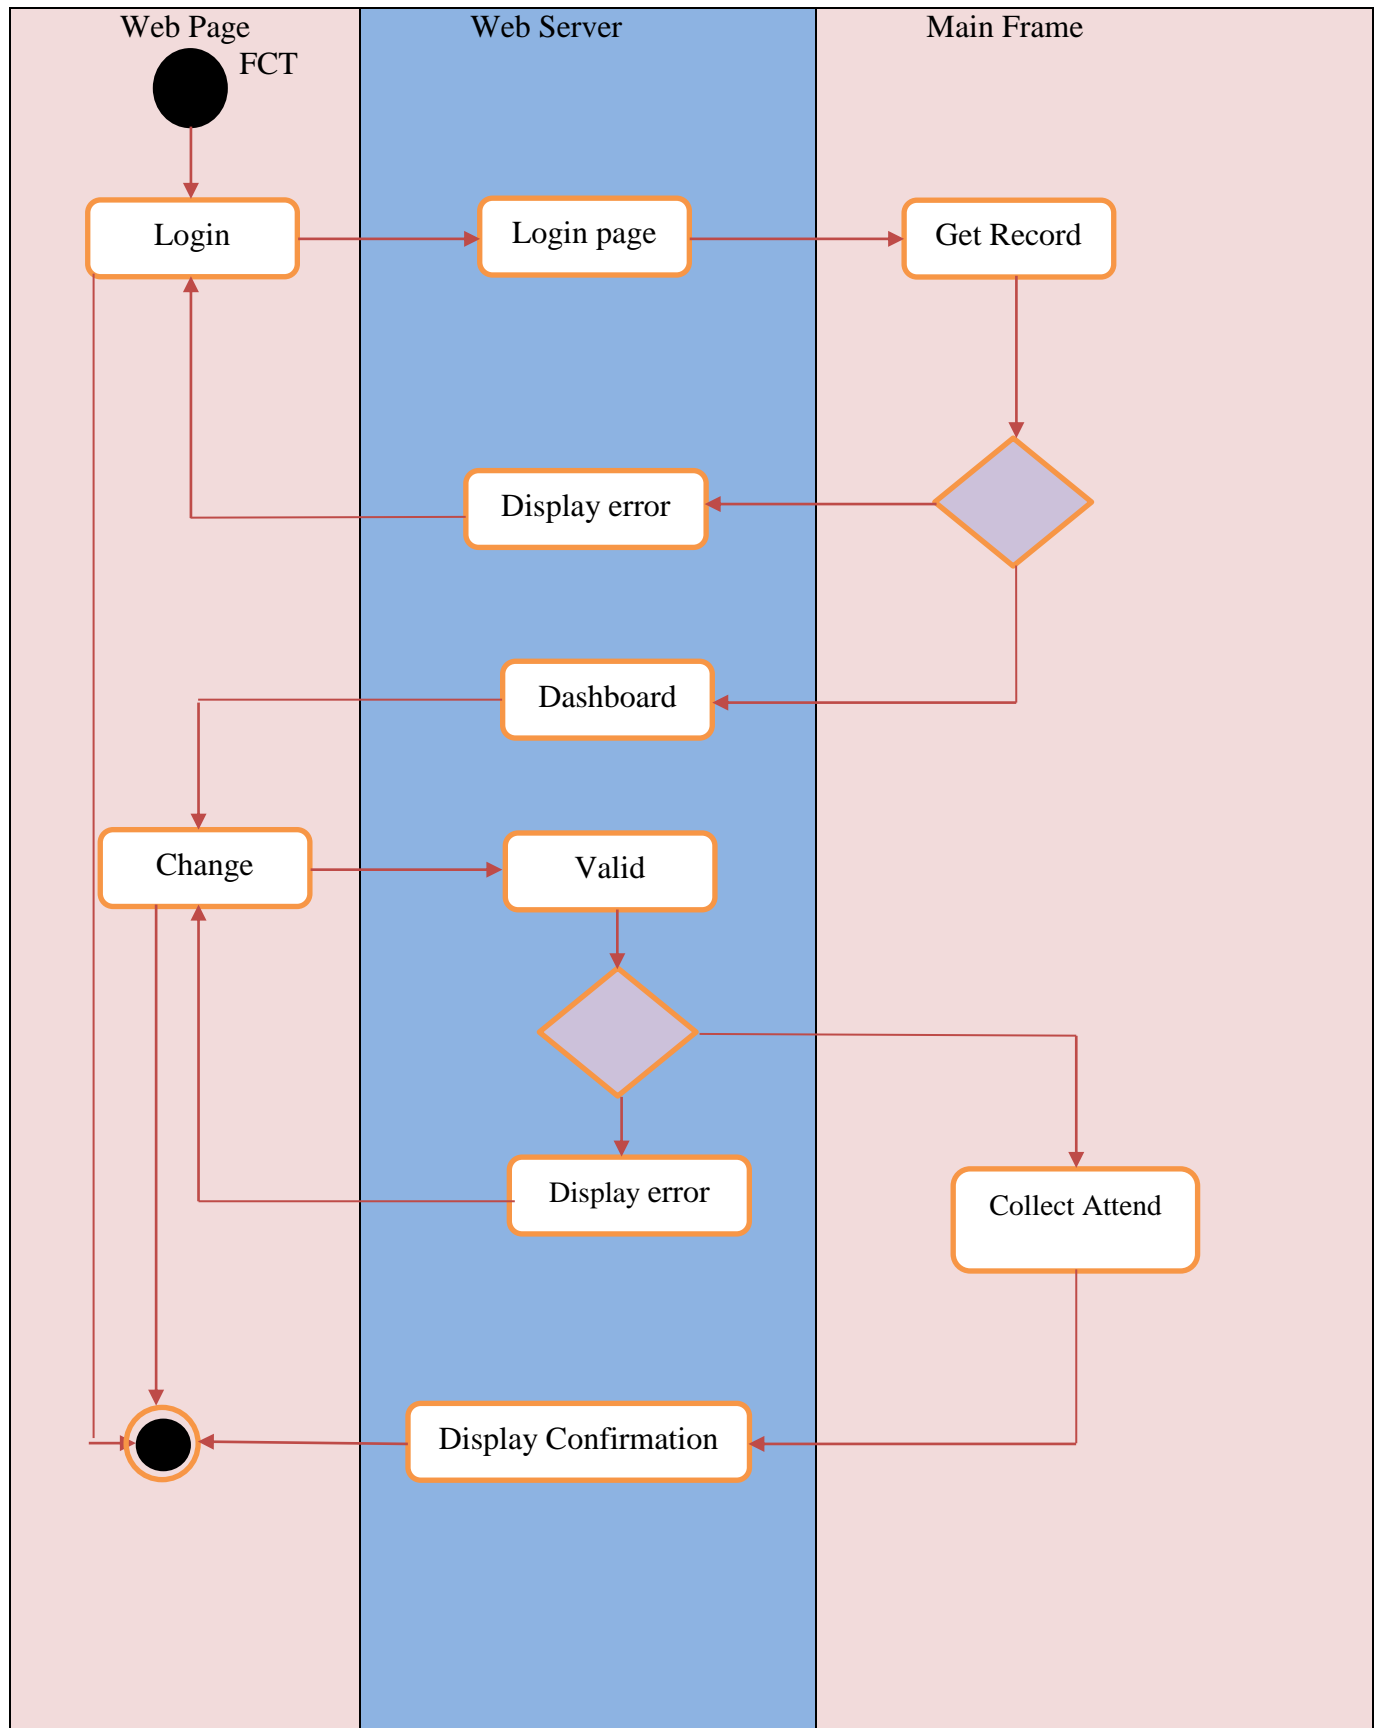 Web Page
Web Server
Main Frame
FCT
Login
Login page
Get Record
Display error
Dashboard
Change
Valid
Display error
Collect Attend
Display Confirmation